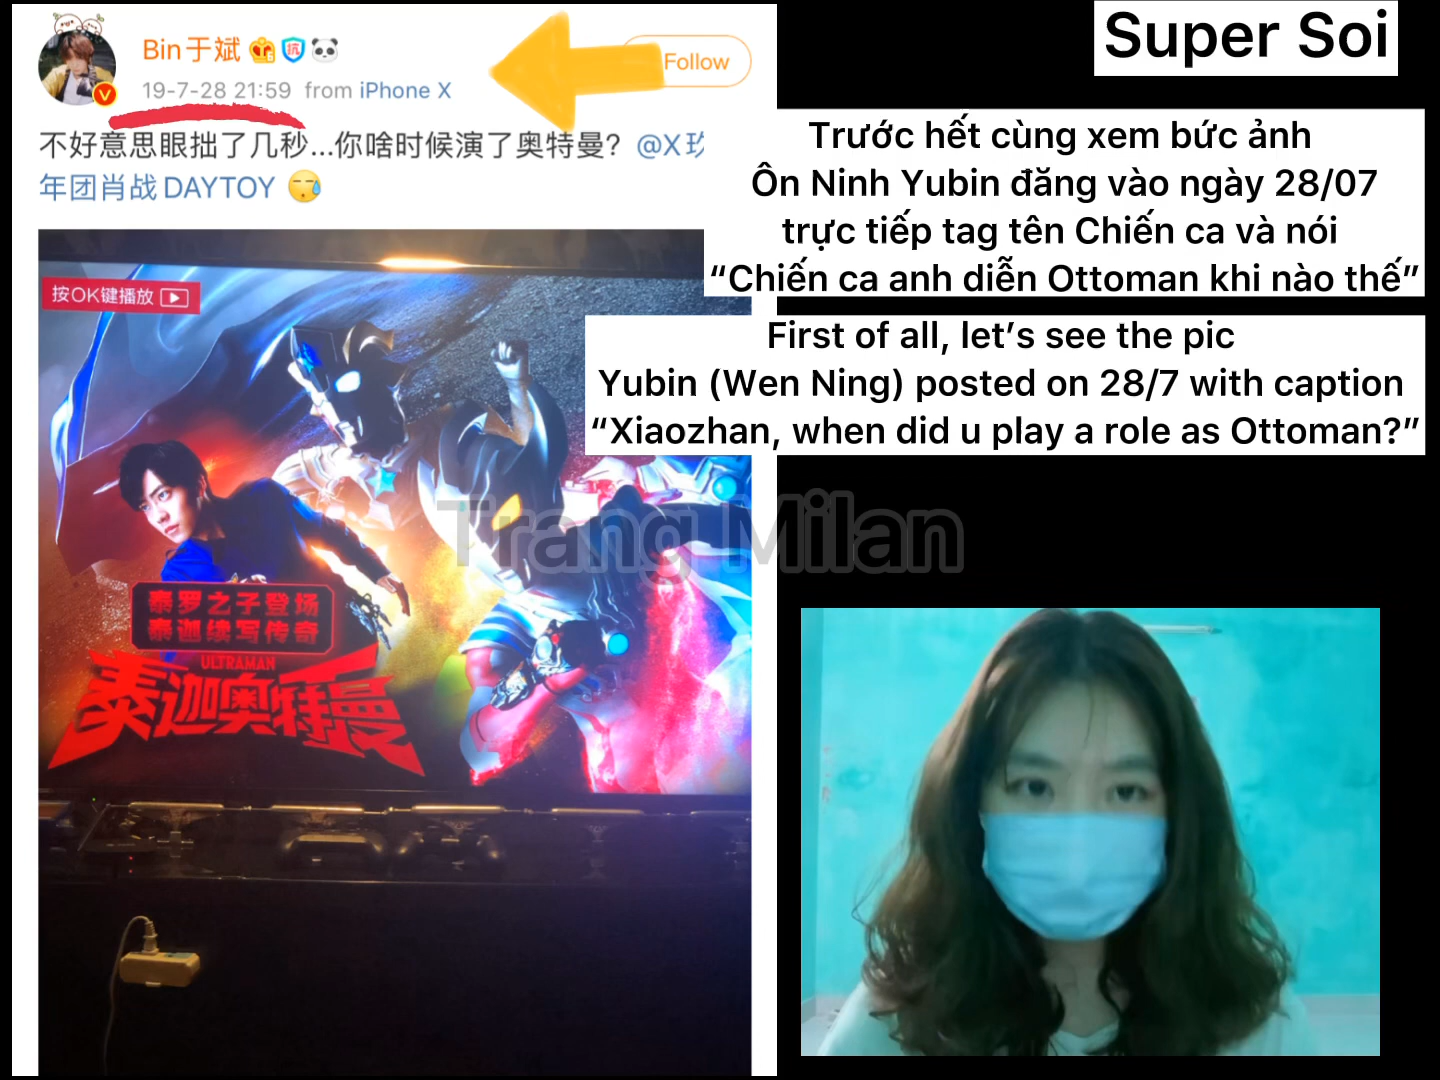 Bin于斌
Follow
19-7-28 21:59 from iPhone X
不好意思眼拙了几秒...你啥时候演了奥特曼? @X玖
年团肖战DAYTOY
按OK键播放
泰罗之子登场
泰迦续写传奇
ULTRAMAN
泰迦奥特曼
Super Soi
Trước hết cùng xem bức ảnh
Ôn Ninh Yubin đăng vào ngày 28/07
trực tiếp tag tên Chiến ca và nói
“Chiến ca anh diễn Ottoman khi nào thế”
First of all, let’s see the pic
Yubin (Wen Ning) posted on 28/7 with caption
“Xiaozhan, when did u play a role as Ottoman?”
Trang Milan